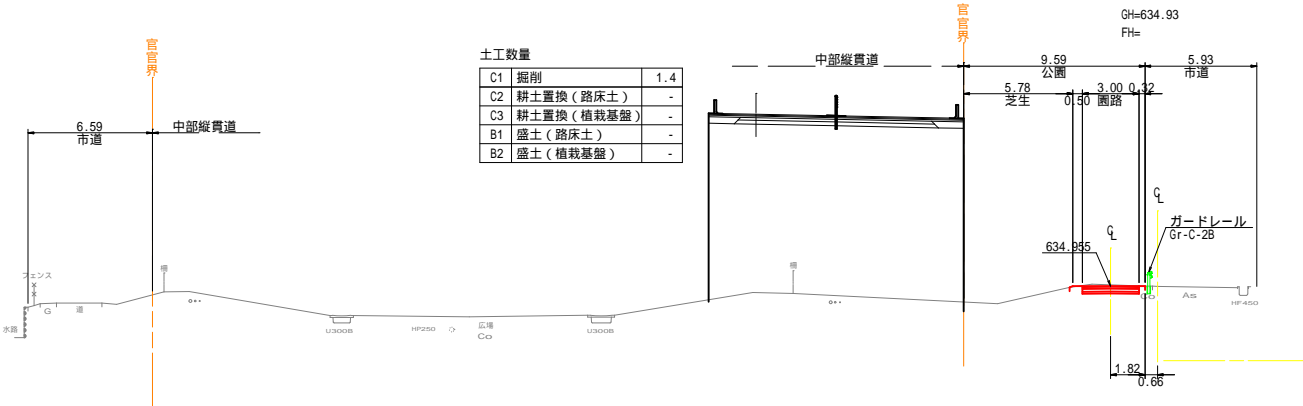 GH=634.93
FH=
官官界
官官界
土工数量
C1 掘削 1.4
C2 耕土置換(路床土) -
C3 耕土置換(植栽基盤) -
B1 盛土(路床土) -
B2 盛土(植栽基盤) -
中部縦貫道
9.59
公園
5.93
市道
5.78
芝生
0.50
3.00
園路
0.32
6.59
市道
中部縦貫道
CL
CL
ガードレール
Gr-C-2B
634.955
フェンス
柵
柵
G
道
水路
U300B
HP250
広場
Co
U300B
Co
As
HF450
1.82
0.66